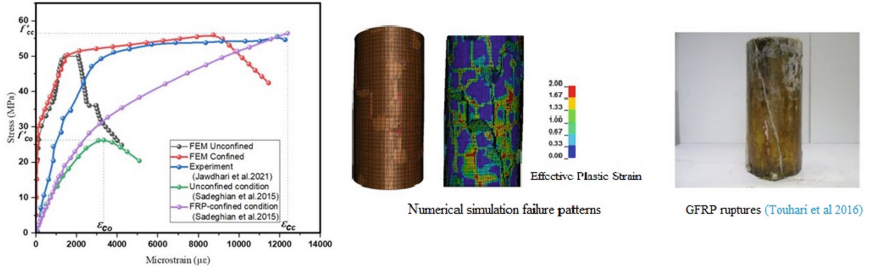 f'cc
60
50
40
30
f'co
20
10
0
Stress (MPa)
FEM Unconfined
FEM Confined
Experiment
(Jawdhari et al.2021)
Unconfined condition
(Sadeghian et al.2015)
FRP-confined condition
(Sadeghian et al.2015)
εco
εcc
0 2000 4000 6000 8000 10000 12000 14000
Microstrain (με)
2.00
1.67
1.33
1.00
0.67
0.33
0.00
Effective Plastic Strain
Numerical simulation failure patterns
GFRP ruptures (Touhari et al 2016)